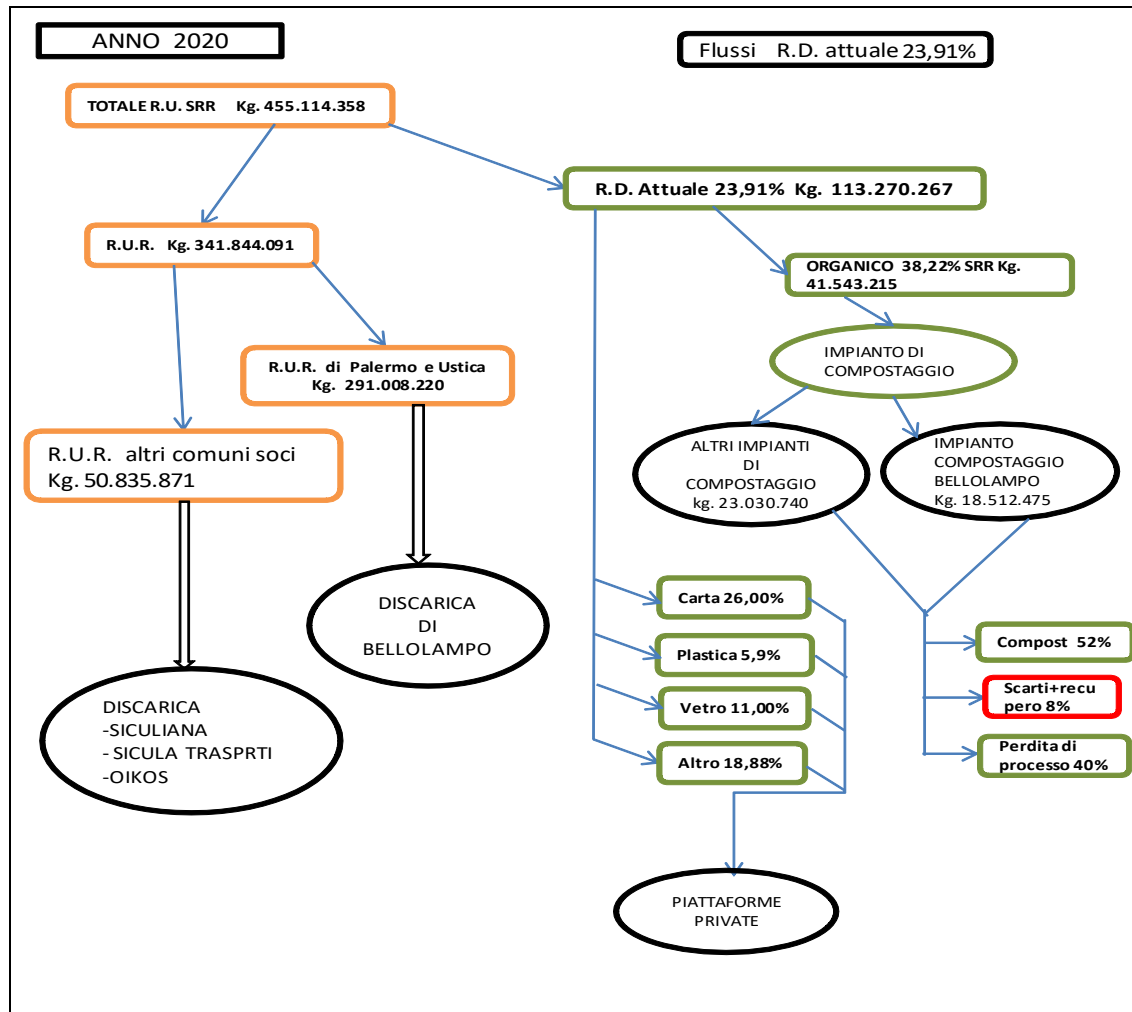 ANNO 2020
Flussi R.D. attuale 23,91%
TOTALE R.U. SRR Kg. 455.114.358
R.D. Attuale 23,91% Kg. 113.270.267
R.U.R. Kg. 341.844.091
ORGANICO 38,22% SRR Kg.
41.543.215
R.U.R. di Palermo e Ustica
Kg. 291.008.220
IMPIANTO DI
COMPOSTAGGIO
R.U.R. altri comuni soci
Kg. 50.835.871
ALTRI IMPIANTI
DI
COMPOSTAGGIO
kg. 23.030.740
IMPIANTO
COMPOSTAGGIO
BELLOLAMPO
Kg. 18.512.475
DISCARICA
DI
BELLOLAMPO
Carta 26,00%
Plastica 5,9%
Vetro 11,00%
Altro 18,88%
Compost 52%
Scarti+recu
pero 8%
Perdita di
processo 40%
DISCARICA
-SICULIANA
- SICULA TRASPRTI
-OIKOS
PIATTAFORME
PRIVATE